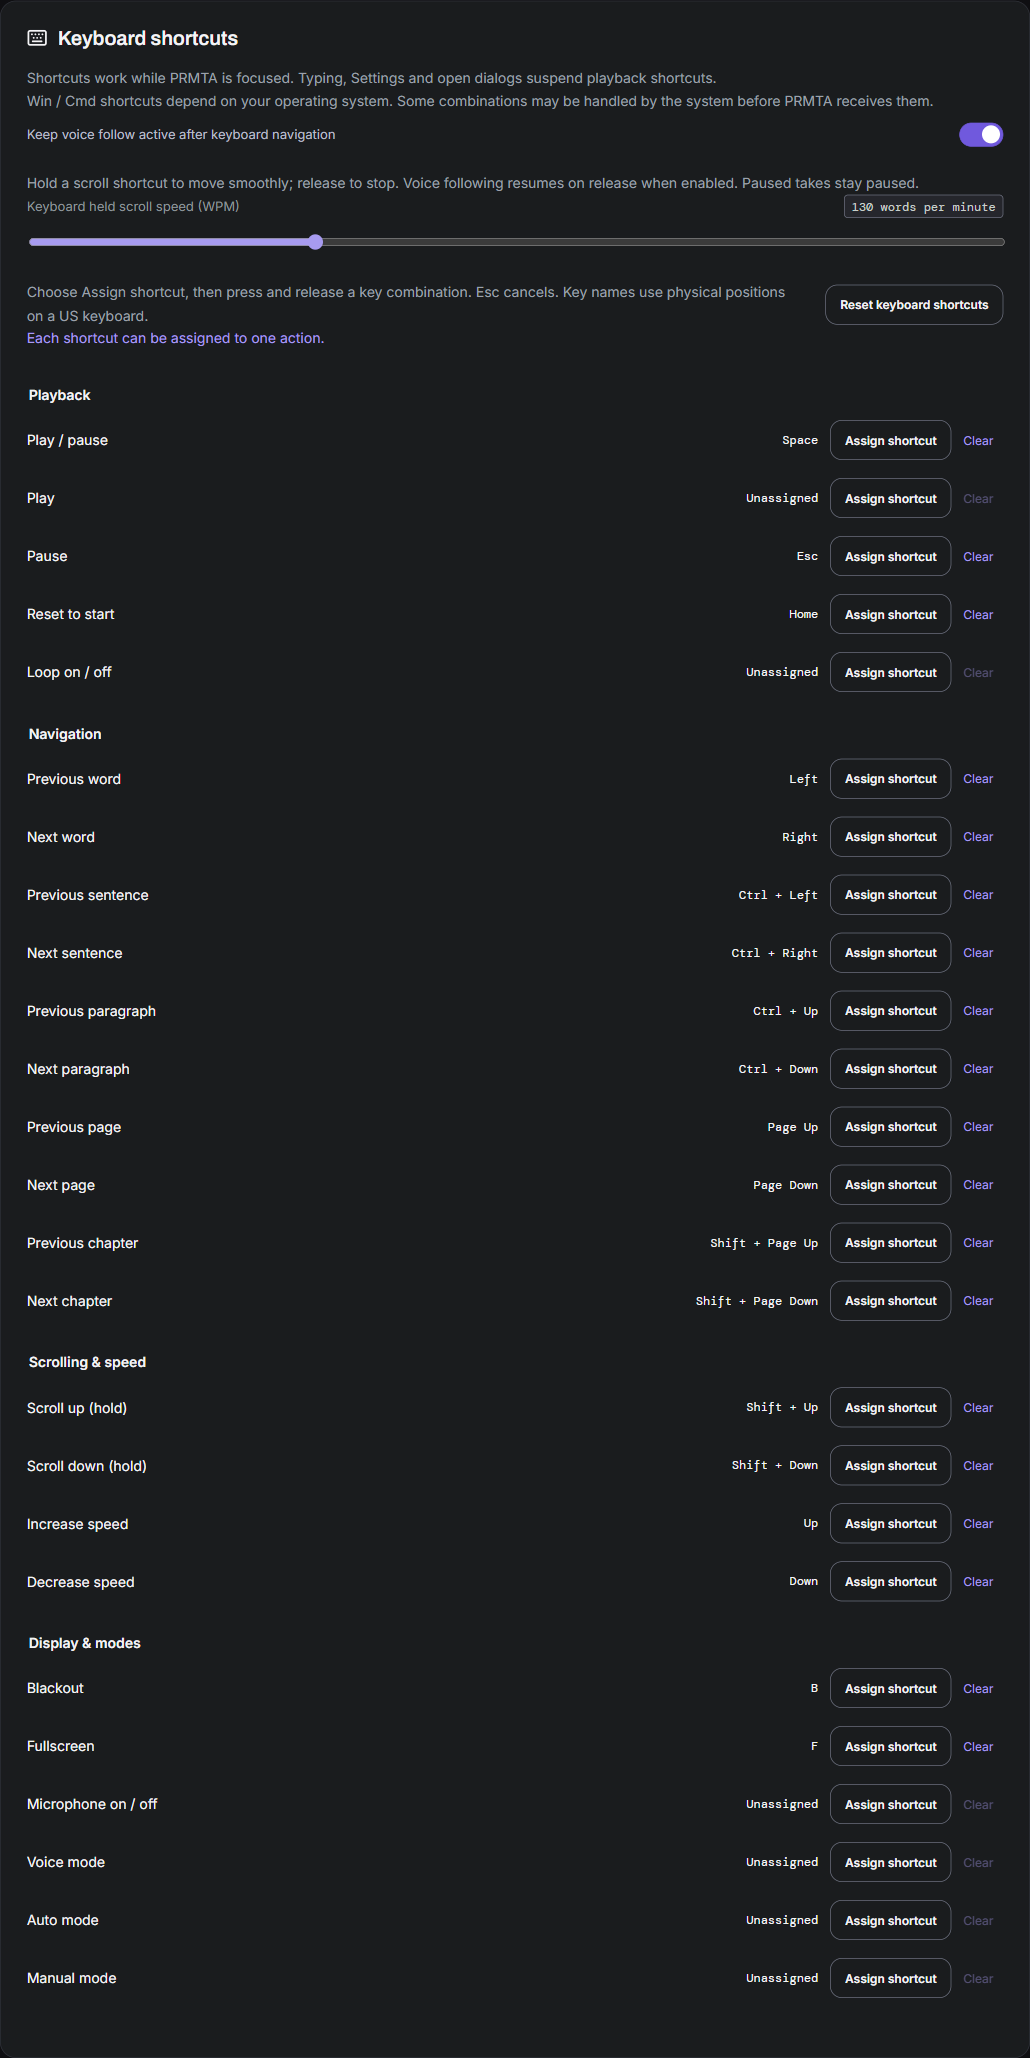 Keyboard shortcuts
Shortcuts work while PRMTA is focused. Typing, Settings and open dialogs suspend playback shortcuts.
Win / Cmd shortcuts depend on your operating system. Some combinations may be handled by the system before PRMTA receives them.
Keep voice follow active after keyboard navigation
Hold a scroll shortcut to move smoothly; release to stop. Voice following resumes on release when enabled. Paused takes stay paused.
Keyboard held scroll speed (WPM) 130 words per minute
Choose Assign shortcut, then press and release a key combination. Esc cancels. Key names use physical positions
on a US keyboard.
Reset keyboard shortcuts
Each shortcut can be assigned to one action.
Playback
Play / pause Space Assign shortcut Clear
Play Unassigned Assign shortcut Clear
Pause Esc Assign shortcut Clear
Reset to start Home Assign shortcut Clear
Loop on / off Unassigned Assign shortcut Clear
Navigation
Previous word Left Assign shortcut Clear
Next word Right Assign shortcut Clear
Previous sentence Ctrl + Left Assign shortcut Clear
Next sentence Ctrl + Right Assign shortcut Clear
Previous paragraph Ctrl + Up Assign shortcut Clear
Next paragraph Ctrl + Down Assign shortcut Clear
Previous page Page Up Assign shortcut Clear
Next page Page Down Assign shortcut Clear
Previous chapter Shift + Page Up Assign shortcut Clear
Next chapter Shift + Page Down Assign shortcut Clear
Scrolling & speed
Scroll up (hold) Shift + Up Assign shortcut Clear
Scroll down (hold) Shift + Down Assign shortcut Clear
Increase speed Up Assign shortcut Clear
Decrease speed Down Assign shortcut Clear
Display & modes
Blackout B Assign shortcut Clear
Fullscreen F Assign shortcut Clear
Microphone on / off Unassigned Assign shortcut Clear
Voice mode Unassigned Assign shortcut Clear
Auto mode Unassigned Assign shortcut Clear
Manual mode Unassigned Assign shortcut Clear